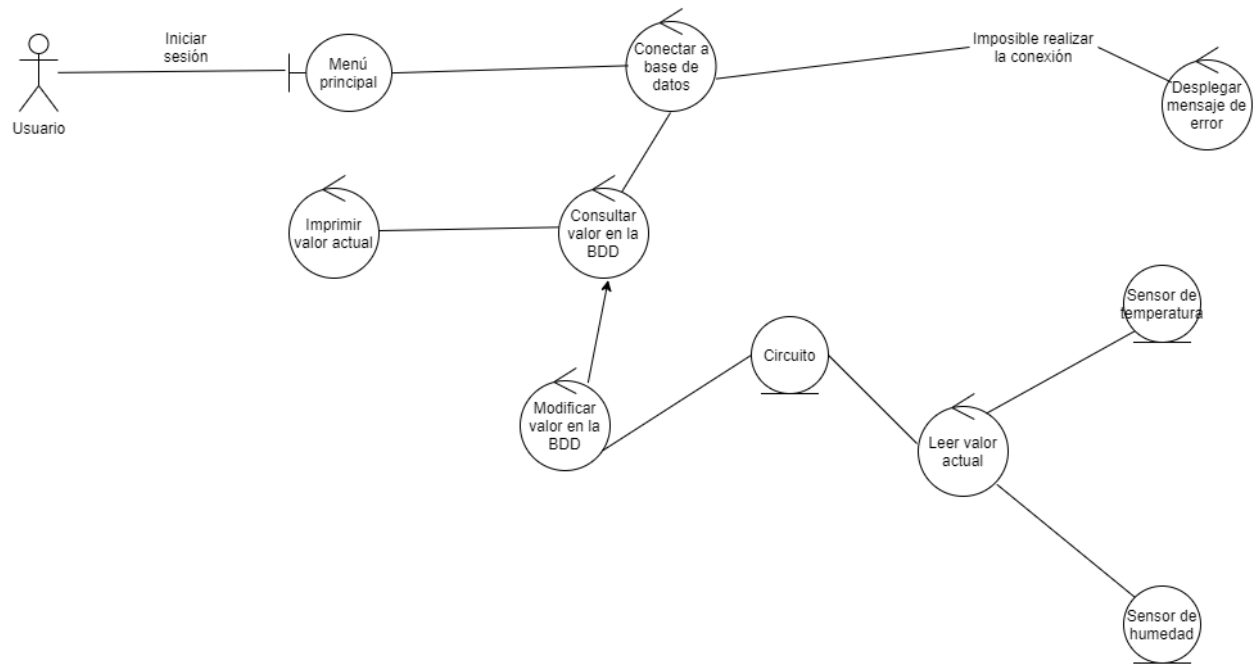 Usuario
Iniciar
sesión
Menú
principal
Conectar a
base de
datos
Imposible realizar
la conexión
Desplegar
mensaje de
error
Imprimir
valor actual
Consultar
valor en la
BDD
Modificar
valor en la
BDD
Circuito
Leer valor
actual
Sensor de
temperatura
Sensor de
humedad